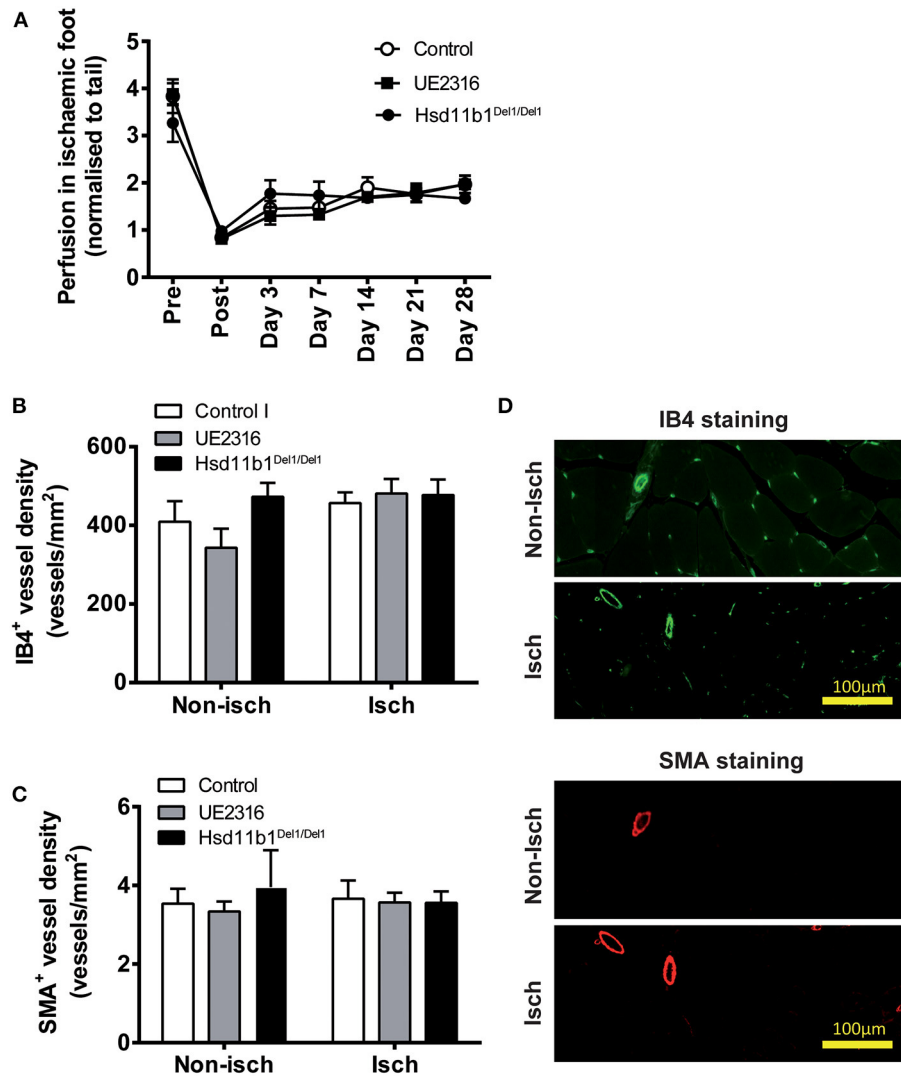 A
Perfusion in ischaemic foot
(normalised to tail)
5
4
3
2
1
0
Control
UE2316
Hsd11b1Del1/Del1
Pre
Post
Day 3
Day 7
Day 14
Day 21
Day 28
B
IB4+ vessel density
(vessels/mm2)
600
400
200
0
Control I
UE2316
Hsd11b1Del1/Del1
Non-isch
Isch
C
SMA+ vessel density
(vessels/mm2)
6
4
2
0
Control
UE2316
Hsd11b1Del1/Del1
Non-isch
Isch
D
IB4 staining
Non-Isch
Isch
100µm
SMA staining
Non-Isch
Isch
100µm